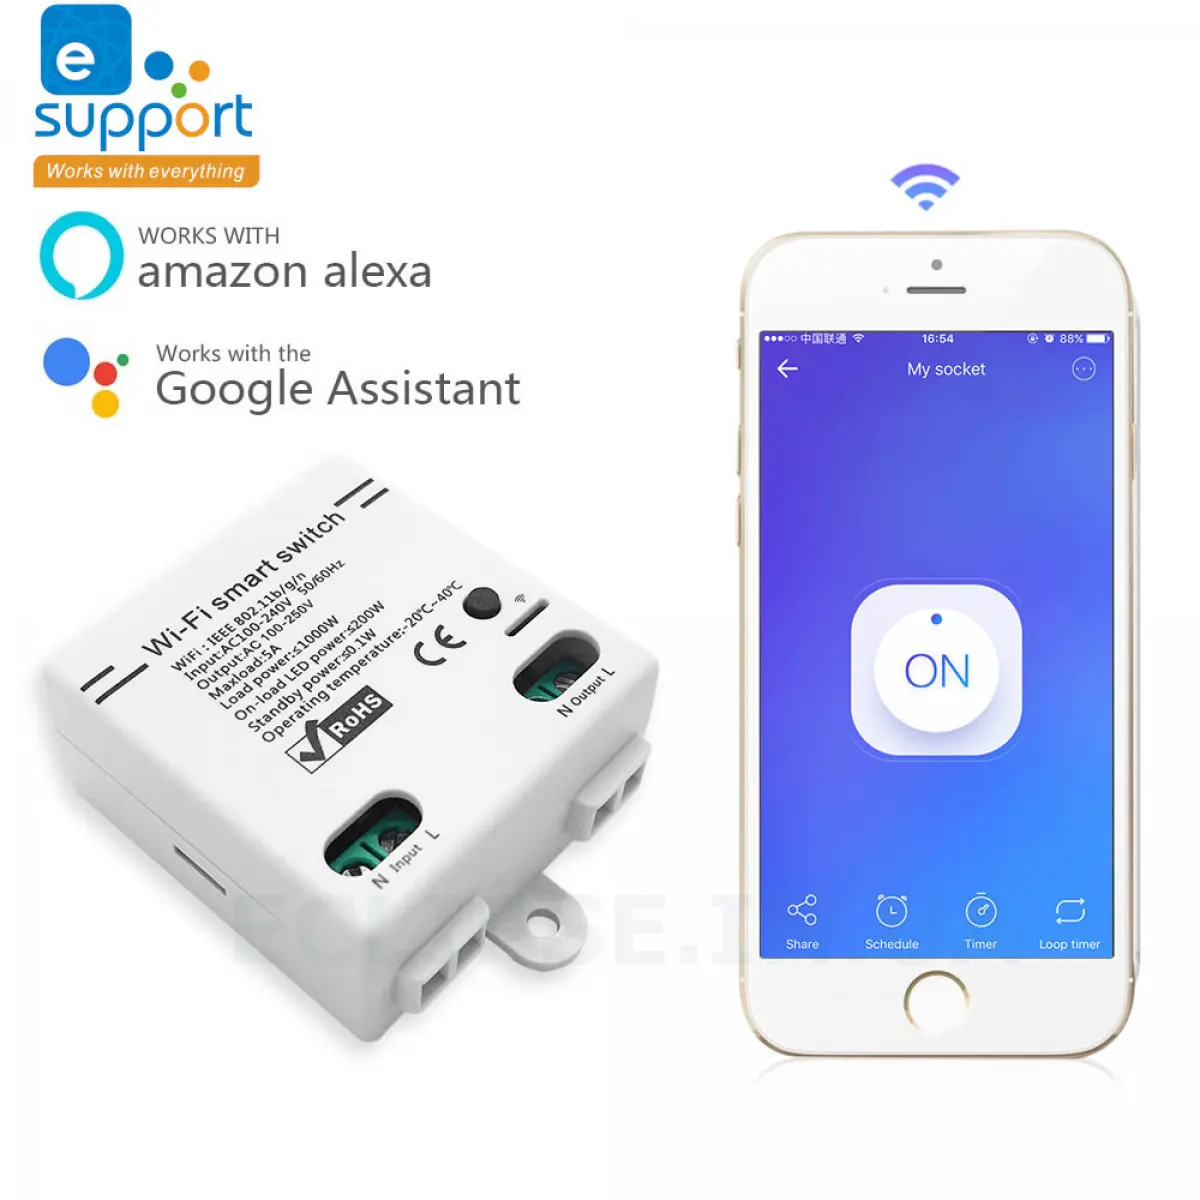 e
support
Works with everything
WORKS WITH
amazon alexa
Works with the
Google Assistant
Wi-Fi smart switch
WiFi : IEEE 802.11b/g/n
Input:AC100-240V 50/60Hz
Output:AC 100-250V
Maxload:5A
Load power:≤1000W
On-load LED power:≤200W
Standby power:≤0.1W
Operating temperature:-20℃~40℃
CE
RoHS
N Output L
N Input L
中国联通
16:54
88%
My socket
ON
Share
Schedule
Timer
Loop timer